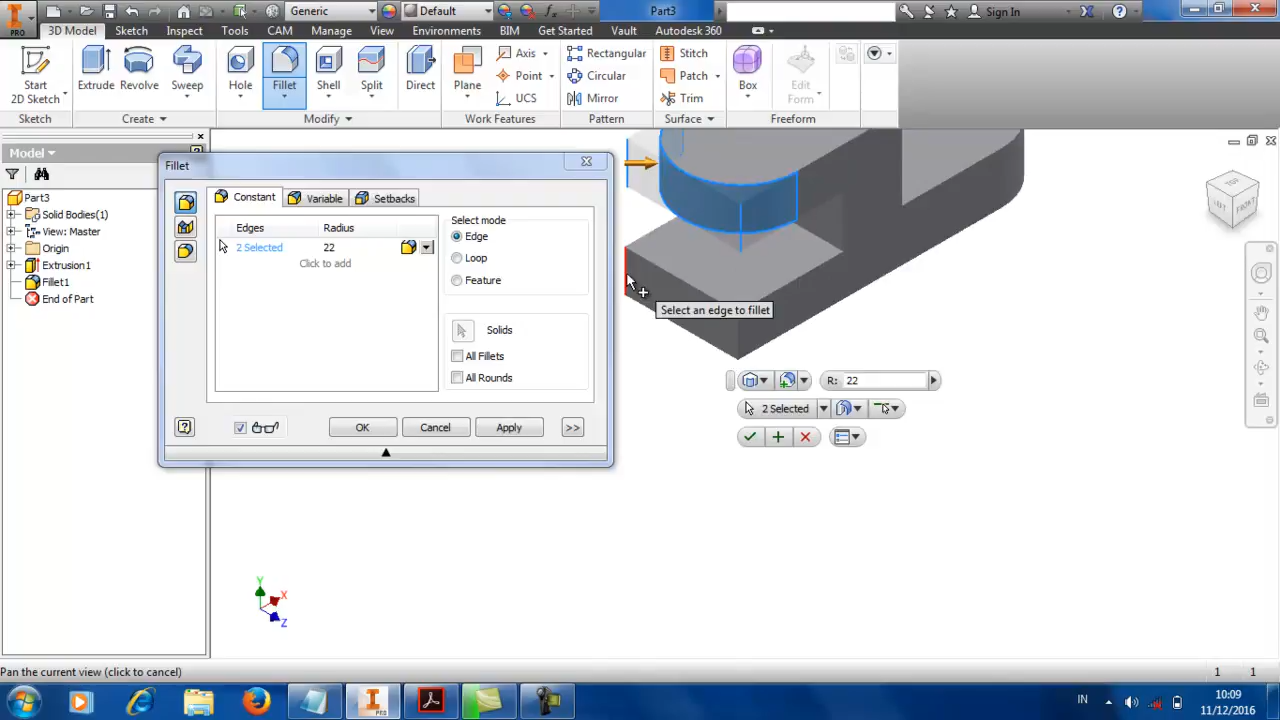 Generic
Default
Part3
Sign In
PRO
3D Model
Sketch
Inspect
Tools
CAM
Manage
View
Environments
BIM
Get Started
Vault
Autodesk 360
Start
2D Sketch
Extrude
Revolve
Sweep
Hole
Fillet
Shell
Split
Direct
Plane
Axis
Point
UCS
Rectangular
Circular
Mirror
Stitch
Patch
Trim
Box
Edit
Form
Sketch
Create
Modify
Work Features
Pattern
Surface
Freeform
Model
Part3
Solid Bodies(1)
View: Master
Origin
Extrusion1
Fillet1
End of Part
Fillet
Constant
Variable
Setbacks
Edges
Radius
2 Selected
22
Click to add
Select mode
Edge
Loop
Feature
Solids
All Fillets
All Rounds
OK
Cancel
Apply
>>
Select an edge to fillet
R: 22
2 Selected
TOP
LEFT
FRONT
Y
X
Z
Pan the current view (click to cancel)
1
1
PRO
IN
10:09
11/12/2016